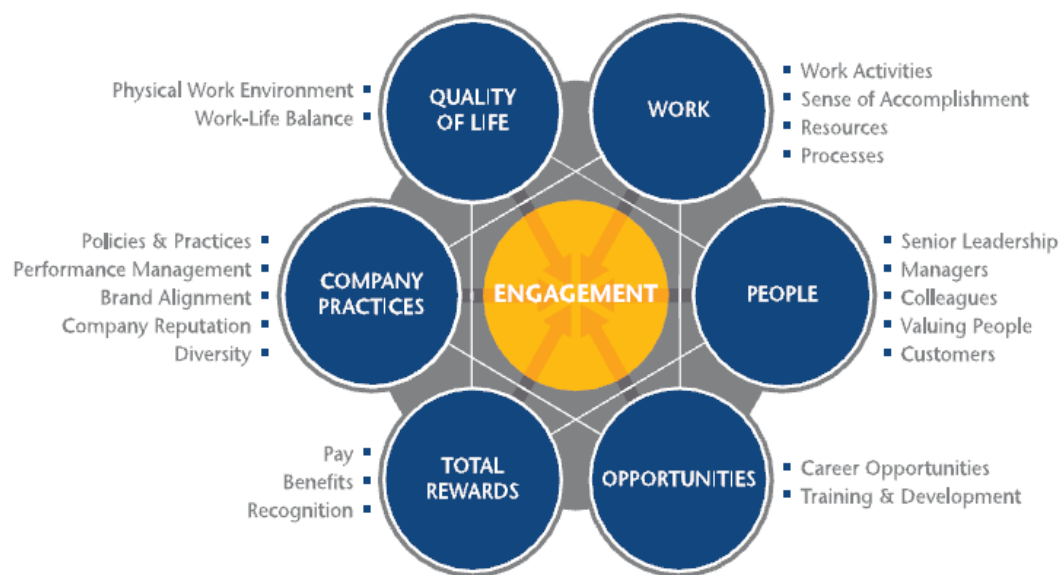 QUALITY
OF LIFE
Physical Work Environment
Work-Life Balance
WORK
Work Activities
Sense of Accomplishment
Resources
Processes
COMPANY
PRACTICES
Policies & Practices
Performance Management
Brand Alignment
Company Reputation
Diversity
ENGAGEMENT
PEOPLE
Senior Leadership
Managers
Colleagues
Valuing People
Customers
TOTAL
REWARDS
Pay
Benefits
Recognition
OPPORTUNITIES
Career Opportunities
Training & Development